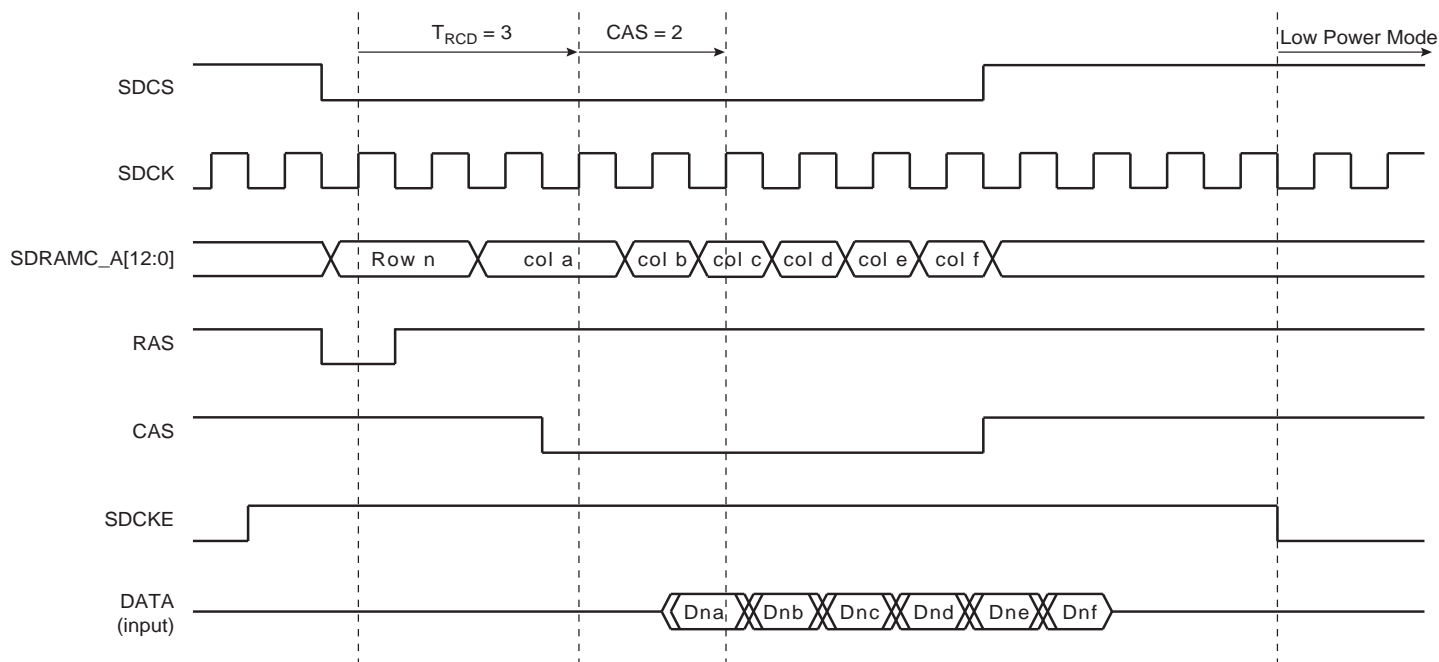 T_RCD = 3
CAS = 2
Low Power Mode
SDCS
SDCK
SDRAMC_A[12:0]
Row n
col a
col b
col c
col d
col e
col f
RAS
CAS
SDCKE
DATA
(input)
Dna
Dnb
Dnc
Dnd
Dne
Dnf